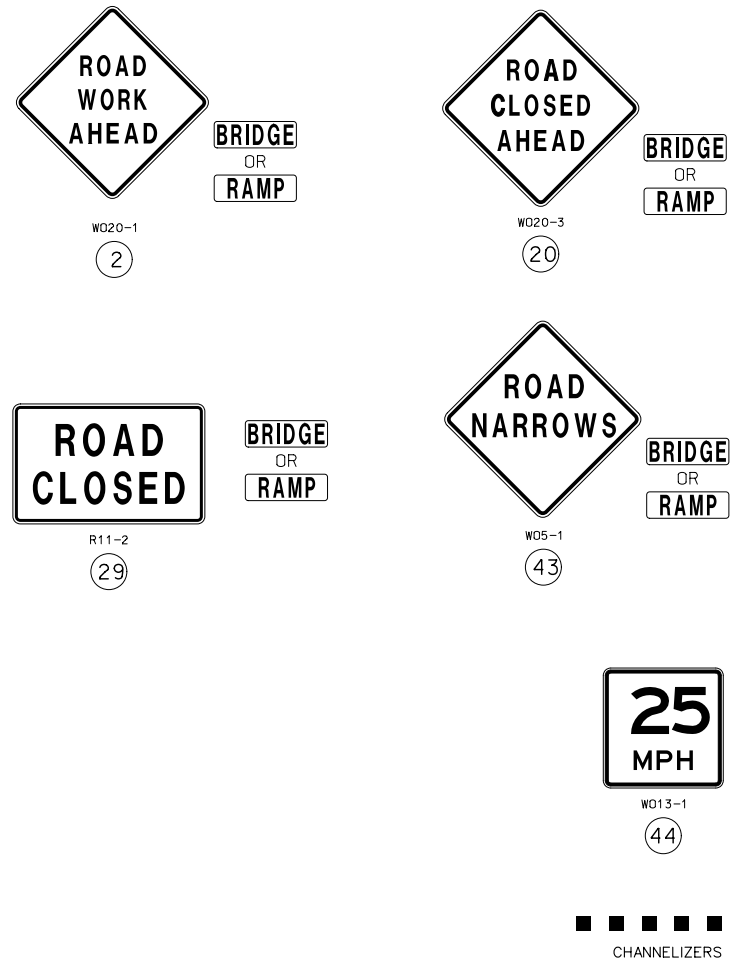 ROAD
WORK
AHEAD
BRIDGE
OR
RAMP
WO20-1
2
ROAD
CLOSED
AHEAD
BRIDGE
OR
RAMP
WO20-3
20
ROAD
CLOSED
BRIDGE
OR
RAMP
R11-2
29
ROAD
NARROWS
BRIDGE
OR
RAMP
WO5-1
43
25
MPH
WO13-1
44
CHANNELIZERS